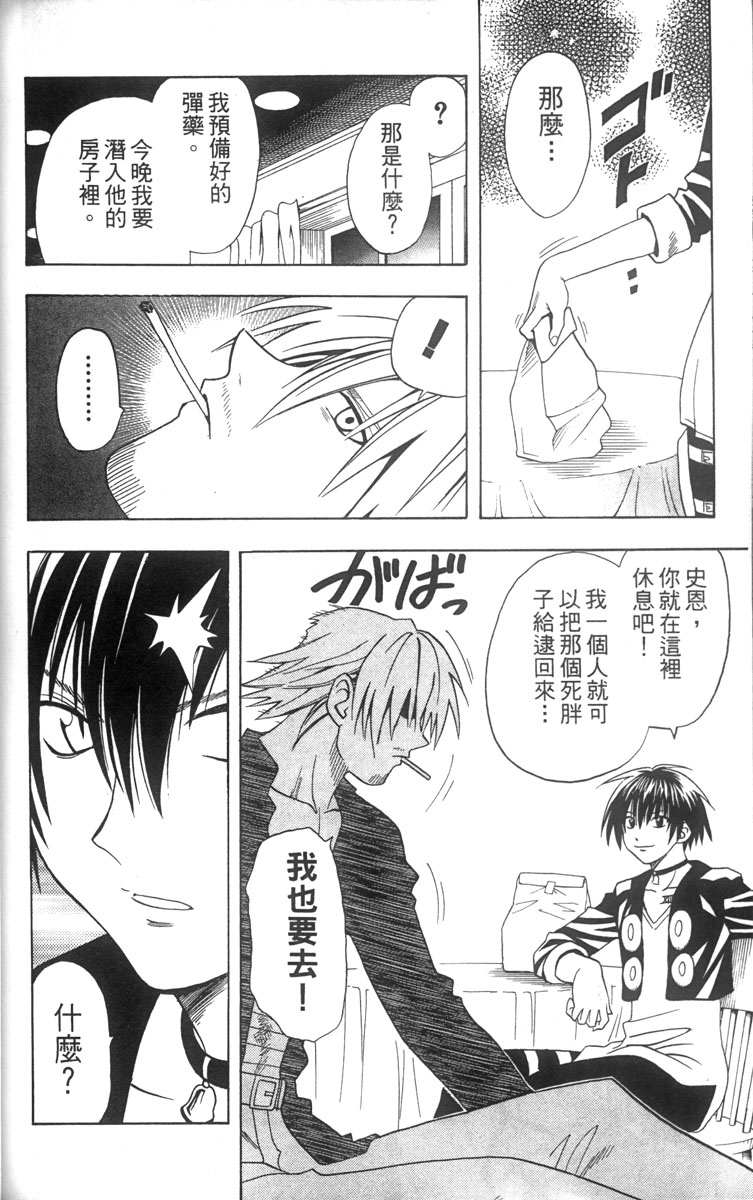 那麼…
ゴト
?
那是什麼?
我預備好的
彈藥。
今晚我要
潛入他的
房子裡。
!
………
史恩，
你就在這裡
休息吧!
我一個人就可
以把那個死胖
子給逮回來…
がばっ
我也要去!
什麼?